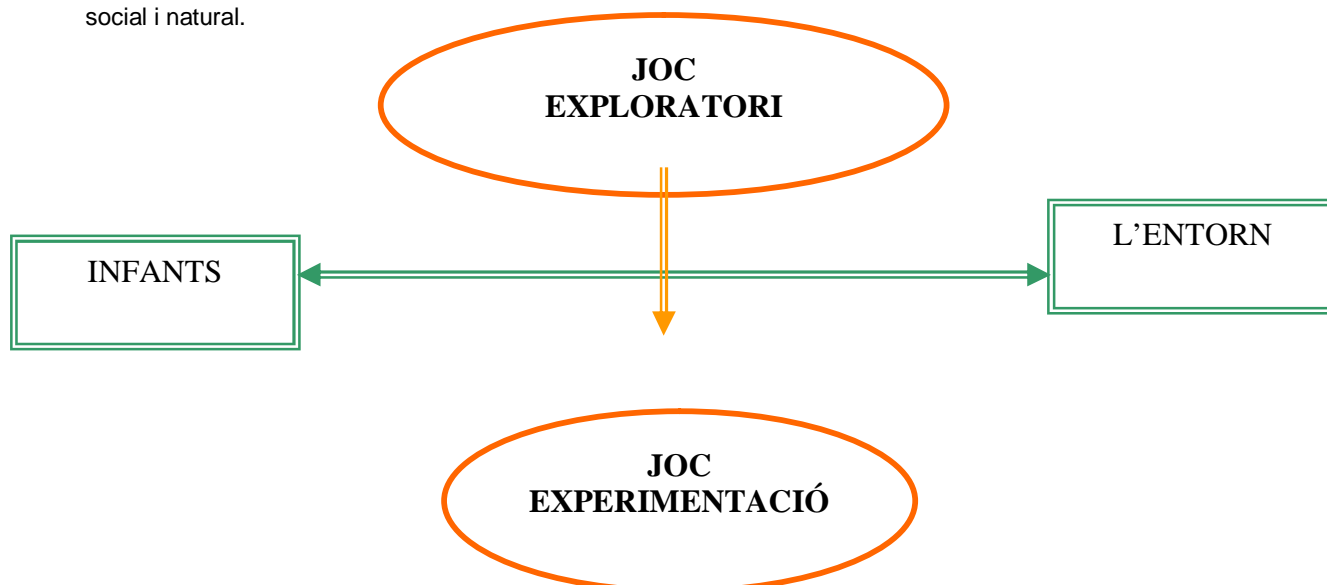 social i natural.
JOC
EXPLORATORI
L’ENTORN
INFANTS
JOC
EXPERIMENTACIÓ